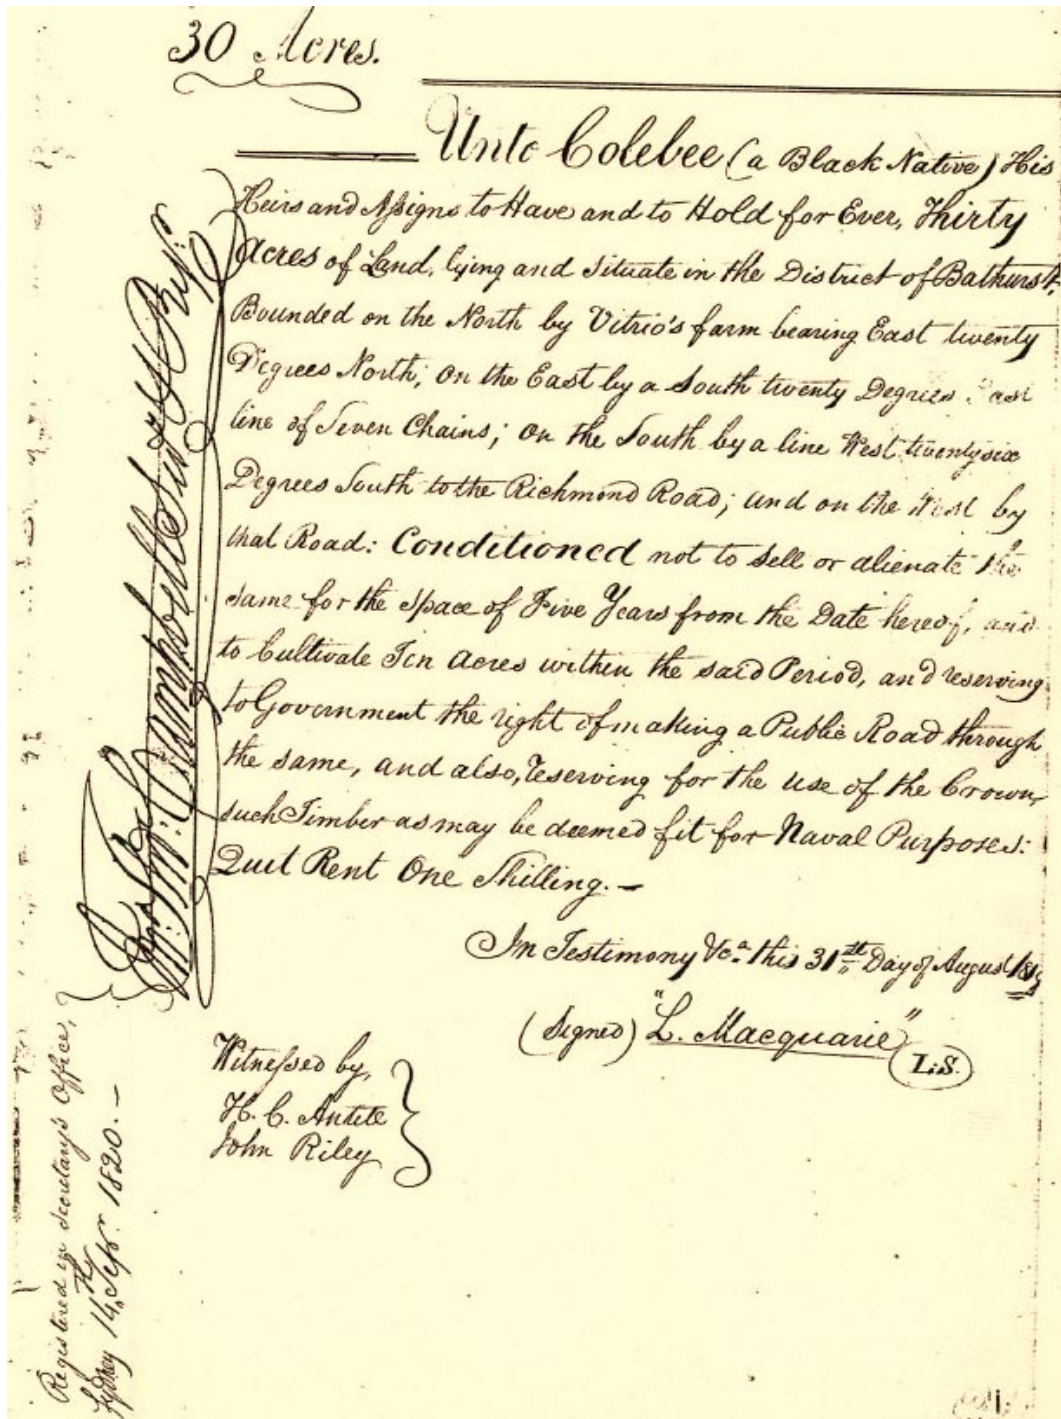 30 Acres.
Unto Colebee (a Black Native) His
Heirs and Assigns to Have and to Hold for Ever, Thirty
Acres of Land, lying and Situate in the District of Bathurst.
Bounded on the North by Vitrio's farm bearing East twenty
Degrees North; On the East by a South twenty Degrees East
line of Seven Chains; On the South by a line West twenty six
Degrees South to the Richmond Road; and on the West by
that Road: Conditioned not to Sell or alienate the
same for the Space of Five Years from the Date hereof, and
to Cultivate Ten Acres within the said Period, and reserving
to Government the right of making a Public Road through
the same, and also, reserving for the use of the Crown,
such Timber as may be deemed fit for Naval Purposes:
Quit Rent One Shilling. —
In Testimony &ca. this 31st Day of August
(Signed) "L. Macquarie"
L.S.
Witnessed by,
H. C. Antill
John Riley
Registered in Secretary's Office,
Sydney 14th Sepr. 1820. —